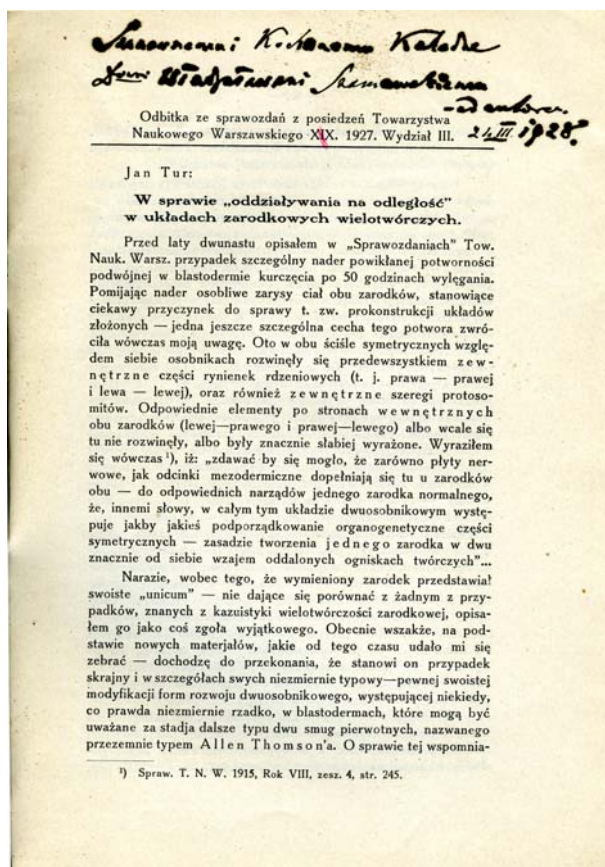 Szanownemu Kochanemu Koledze
Władysławowi Szymanowiczowi
od autora.
24.III.1928.
Odbitka ze sprawozdań z posiedzeń Towarzystwa
Naukowego Warszawskiego XIX. 1927. Wydział III.
Jan Tur:
W sprawie „oddziaływania na odległość”
w układach zarodkowych wielotwórczych.
Przed laty dwunastu opisałem w „Sprawozdaniach” Tow.
Nauk. Warsz. przypadek szczególny nader powikłanej potworności
podwójnej w blastodermie kurczęcia po 50 godzinach wylęgania.
Pomijając nader osobliwe zarysy ciał obu zarodków, stanowiące
ciekawy przyczynek do sprawy t. zw. prokonstrukcji układów
złożonych — jedna jeszcze szczególna cecha tego potwora zwró-
ciła wówczas moją uwagę. Oto w obu ściśle symetrycznych wzglę-
dem siebie osobnikach rozwinęły się przedewszystkiem zew-
nętrzne części rynienek rdzeniowych (t. j. prawa — prawej
i lewa — lewej), oraz również zewnętrzne szeregi protoso-
mitów. Odpowiednie elementy po stronach wewnętrznych
obu zarodków (lewej—prawego i prawej—lewego) albo wcale się
tu nie rozwinęły, albo były znacznie słabiej wyrażone. Wyraziłem
się wówczas ¹), iż: „zdawać by się mogło, że zarówno płyty ner-
wowe, jak odcinki mezodermiczne dopełniają się tu u zarodków
obu — do odpowiednich narządów jednego zarodka normalnego,
że, innemi słowy, w całym tym układzie dwuosobnikowym wystę-
puje jakby jakieś podporządkowanie organogenetyczne części
symetrycznych — zasadzie tworzenia jednego zarodka w dwu
znacznie od siebie wzajem oddalonych ogniskach twórczych”...
Narazie, wobec tego, że wymieniony zarodek przedstawiał
swoiste „unicum” — nie dające się porównać z żadnym z przy-
padków, znanych z kazuistyki wielotwórczości zarodkowej, opisa-
łem go jako coś zgoła wyjątkowego. Obecnie wszakże, na pod-
stawie nowych materjałów, jakie od tego czasu udało mi się
zebrać — dochodzę do przekonania, że stanowi on przypadek
skrajny i w szczegółach swych niezmiernie typowy—pewnej swoistej
modyfikacji form rozwoju dwuosobnikowego, występującej niekiedy,
co prawda niezmiernie rzadko, w blastodermach, które mogą być
uważane za stadja dalsze typu dwu smug pierwotnych, nazwanego
przezemnie typem Allen Thomson'a. O sprawie tej wspomnia-
¹) Spraw. T. N. W. 1915, Rok VIII, zesz. 4, str. 245.